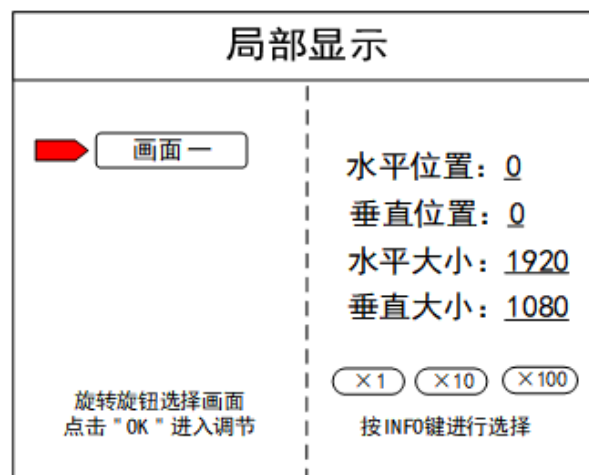 局部显示
画面一
水平位置：0
垂直位置：0
水平大小：1920
垂直大小：1080
×1 ×10 ×100
旋转旋钮选择画面
点击"OK"进入调节
按INFO键进行选择